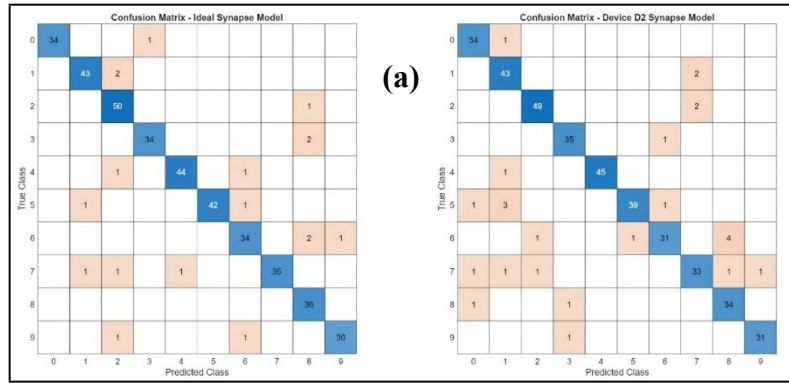 Confusion Matrix - Ideal Synapse Model
0 34 1
1 43 2
2 50 1
3 34 2
4 1 44 1
5 1 42 1
6 34 2 1
7 1 1 1 35
8 36
9 1 1 30
0 1 2 3 4 5 6 7 8 9
True Class
Predicted Class
(a)
Confusion Matrix - Device D2 Synapse Model
0 34 1
1 43 2
2 49 2
3 35 1
4 1 45
5 1 3 39 1
6 1 1 31 4
7 1 1 1 33 1 1
8 1 1 34
9 1 31
0 1 2 3 4 5 6 7 8 9
True Class
Predicted Class